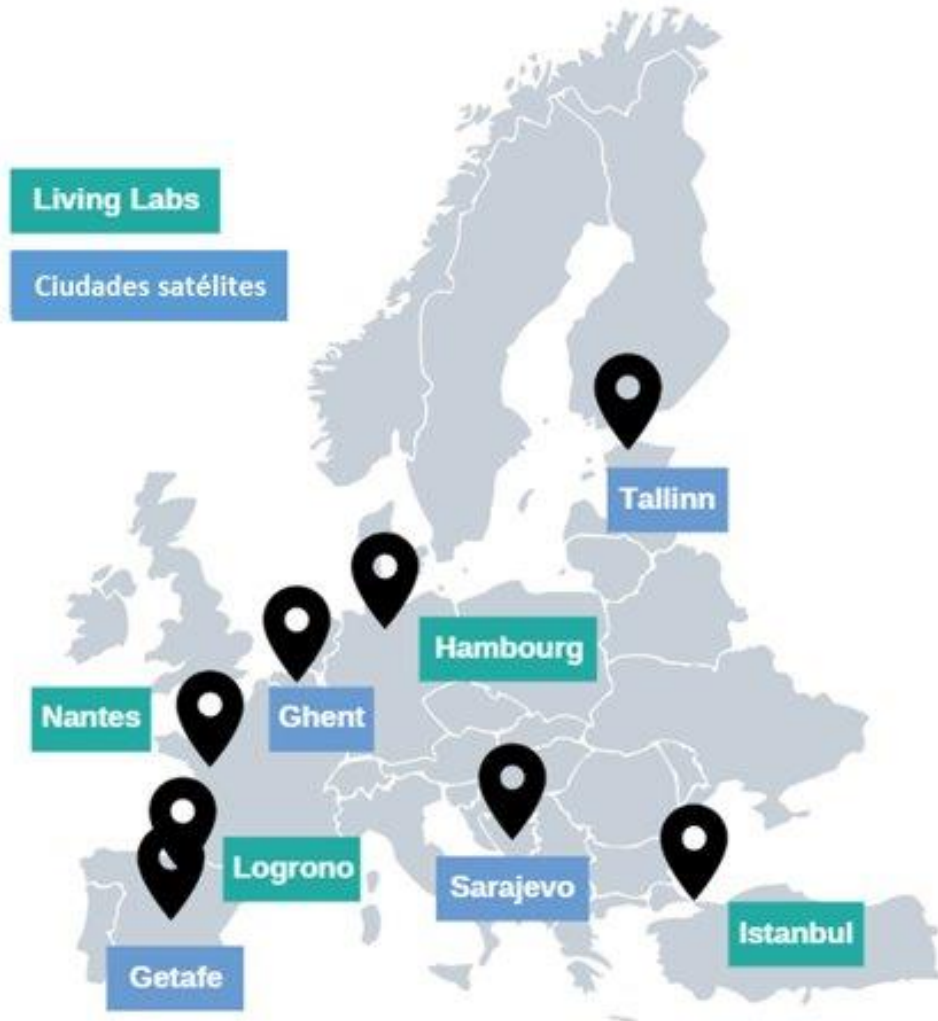 Living Labs
Ciudades satélites
Tallinn
Hambourg
Nantes
Ghent
Logrono
Sarajevo
Istanbul
Getafe